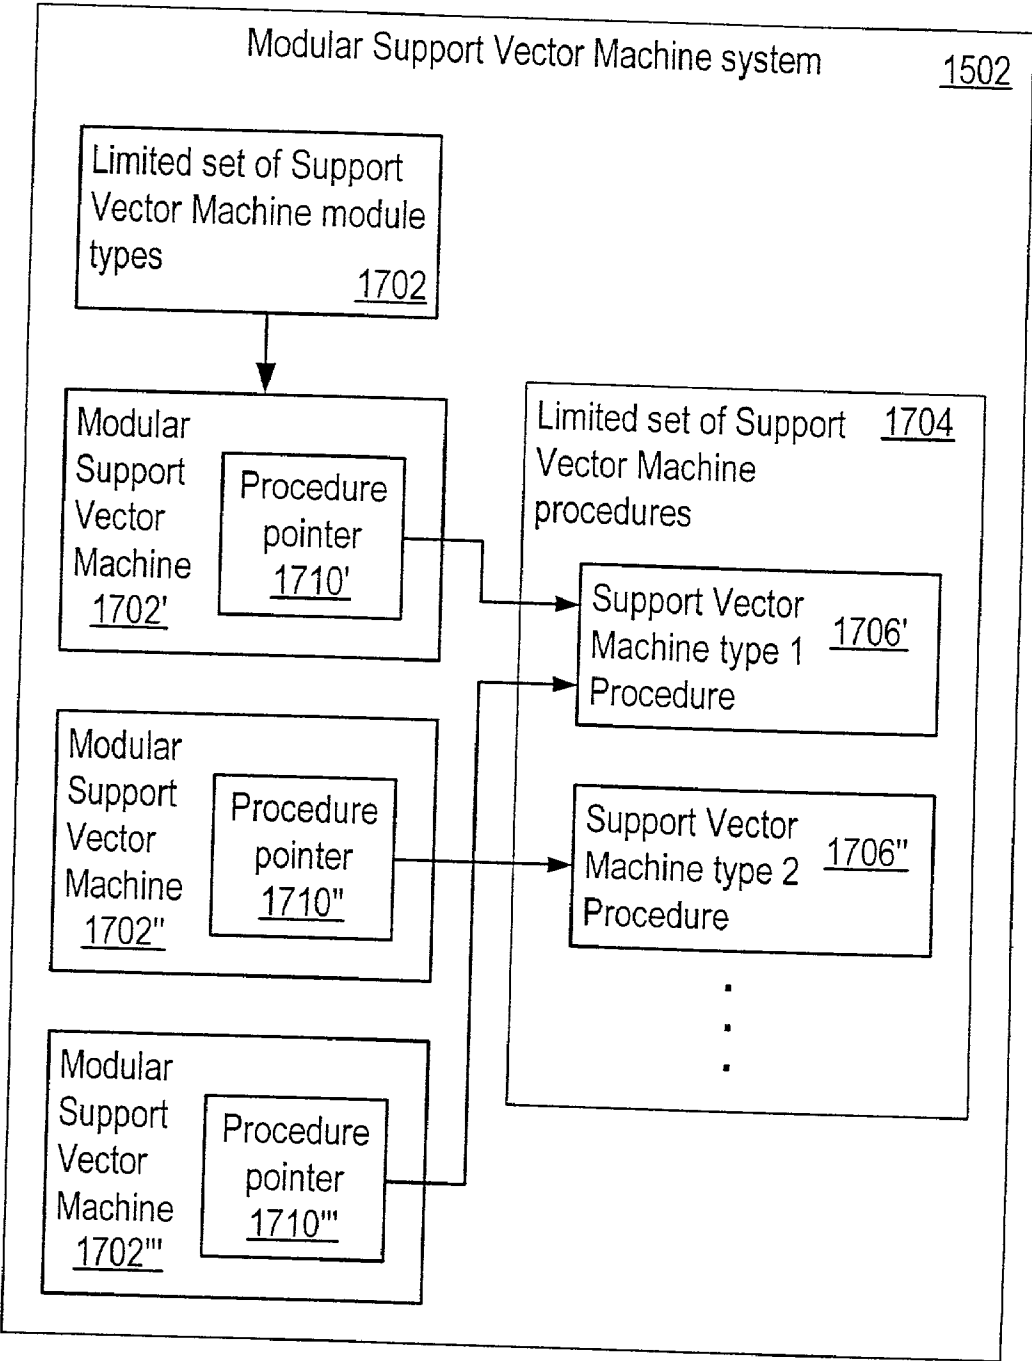 Modular Support Vector Machine system 1502
Limited set of Support
Vector Machine module
types
1702
Modular
Support
Vector
Machine
1702'
Procedure
pointer
1710'
Limited set of Support 1704
Vector Machine
procedures
Support Vector
Machine type 1
Procedure
1706'
Modular
Support
Vector
Machine
1702"
Procedure
pointer
1710"
Support Vector
Machine type 2
Procedure
1706"
.
.
.
Modular
Support
Vector
Machine
1702'"
Procedure
pointer
1710'"